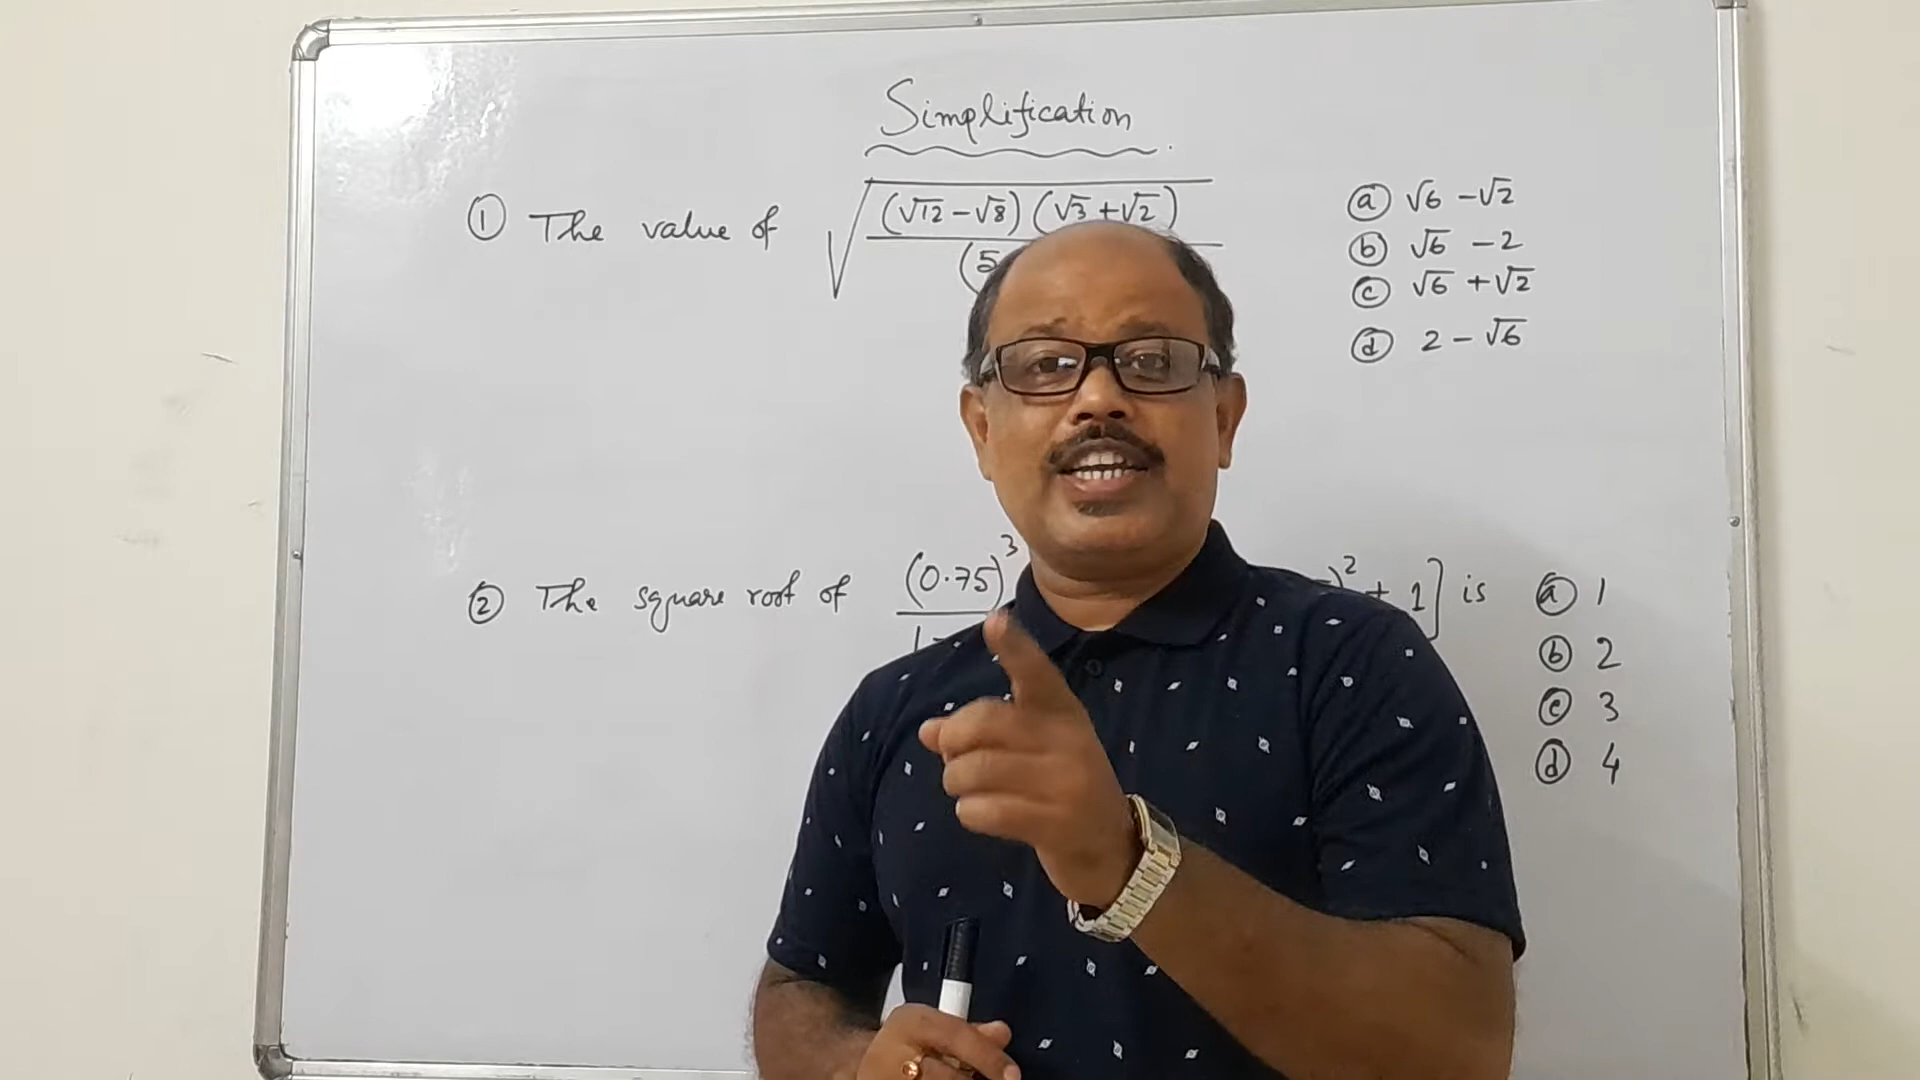 Simplification
① The value of √((√12-√8)(√3+√2) / (5
ⓐ √6 - √2
ⓑ √6 - 2
ⓒ √6 + √2
ⓓ 2 - √6
② The square root of (0.75)³ / 1- )² + 1] is
ⓐ 1
ⓑ 2
ⓒ 3
ⓓ 4